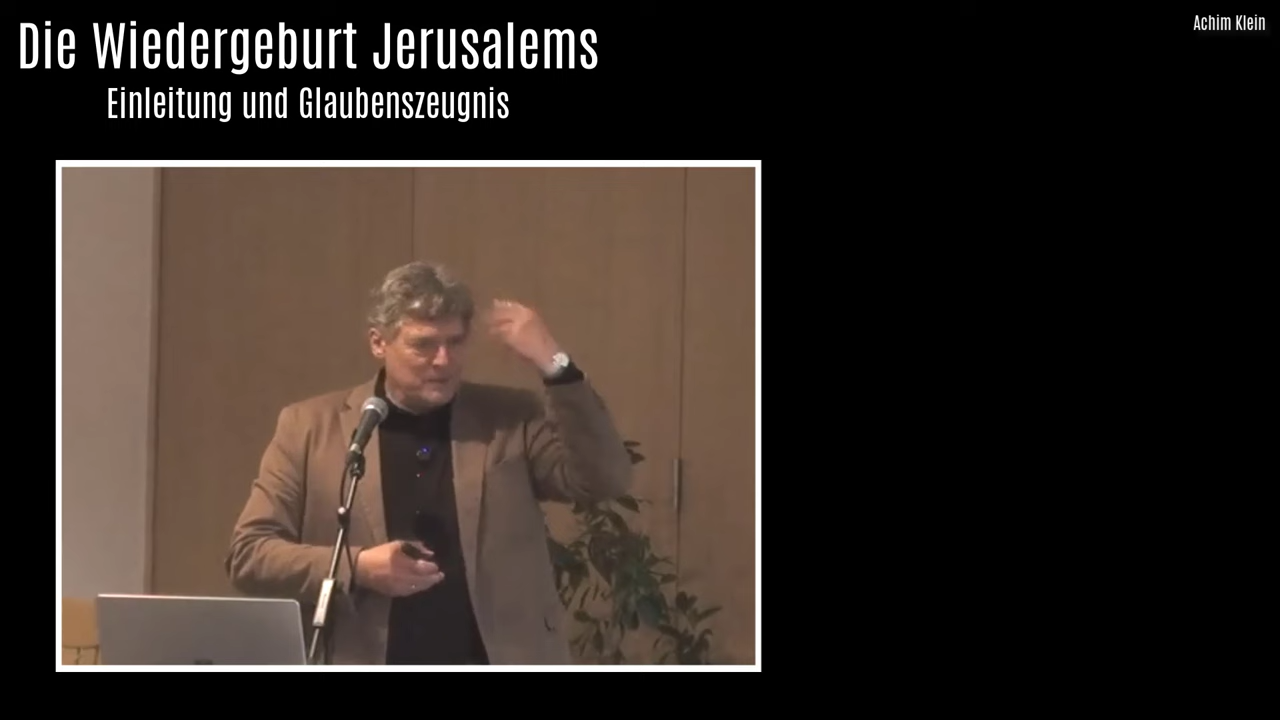 Die Wiedergeburt Jerusalems
Einleitung und Glaubenszeugnis
Achim Klein